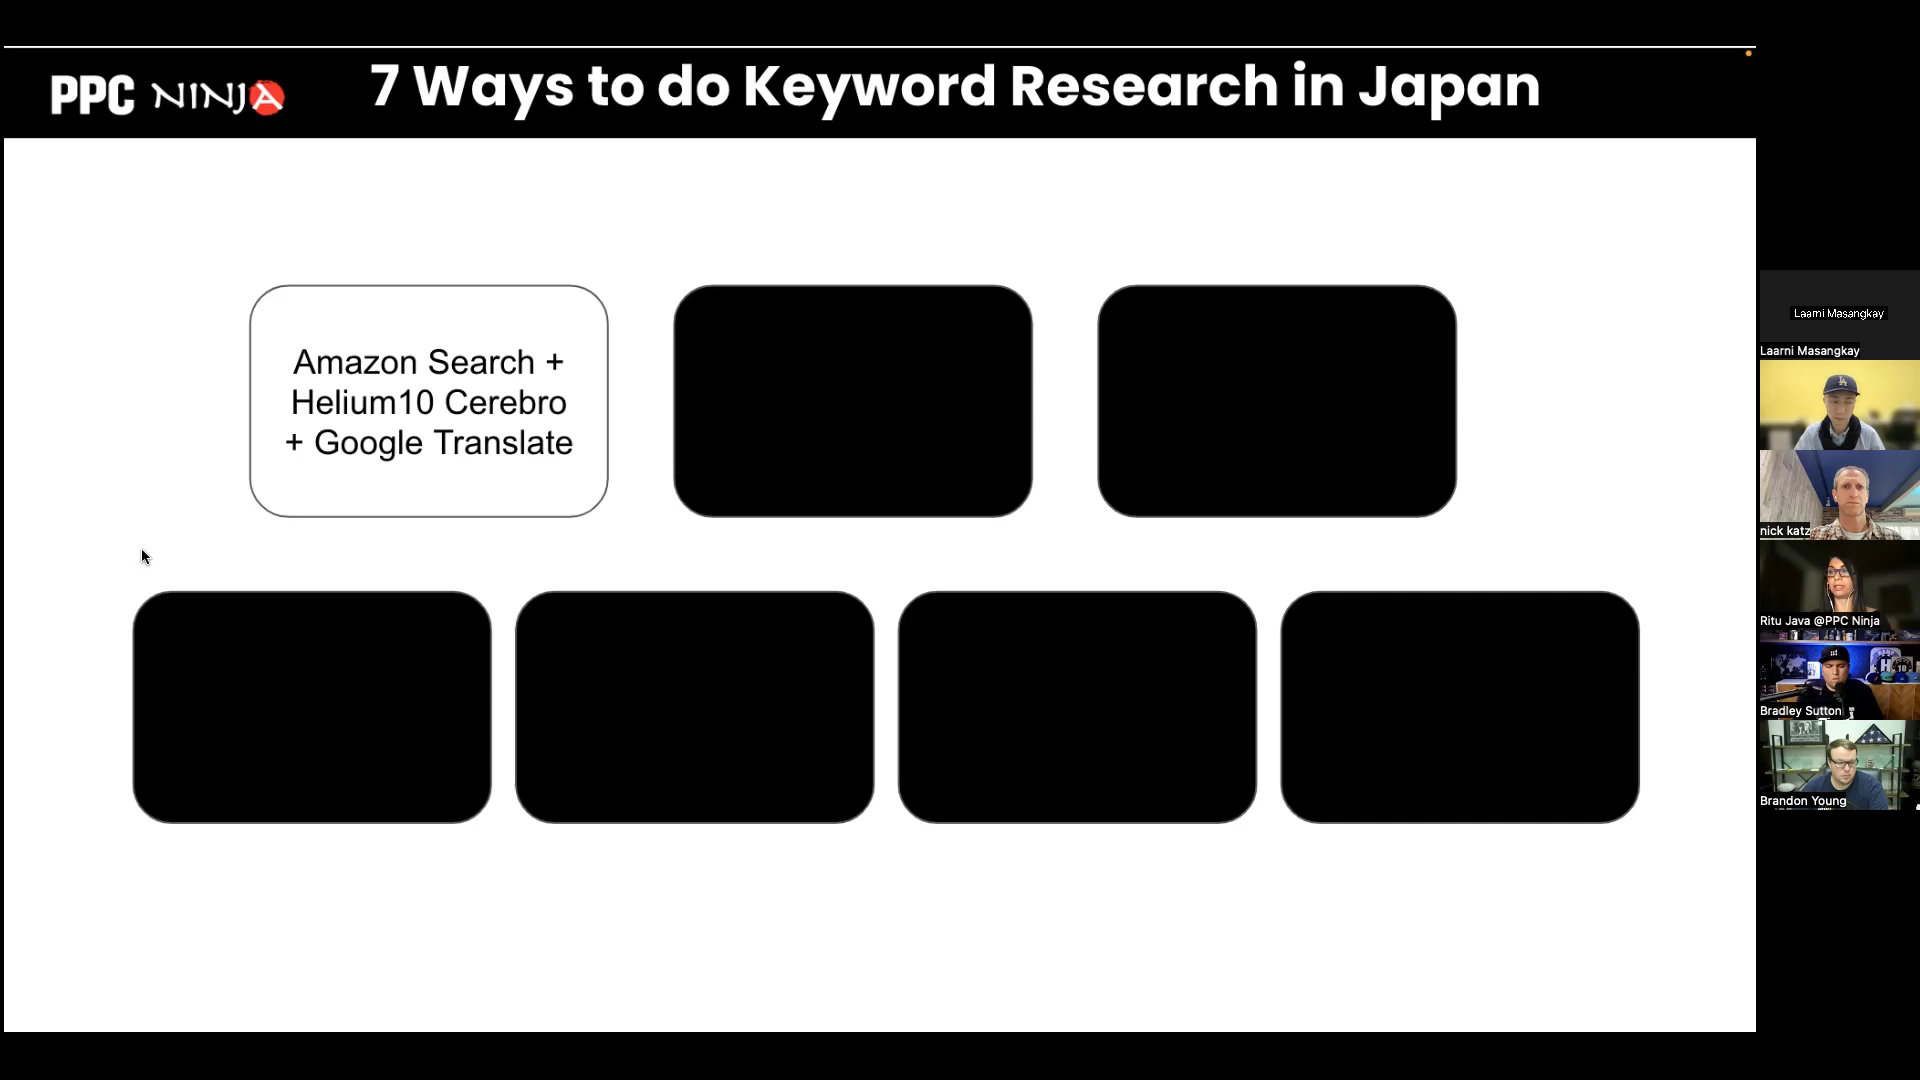 PPC NINJA
7 Ways to do Keyword Research in Japan
Amazon Search +
Helium10 Cerebro
+ Google Translate
Laarni Masangkay
Laarni Masangkay
nick katz
Ritu Java @PPC Ninja
Bradley Sutton
Brandon Young